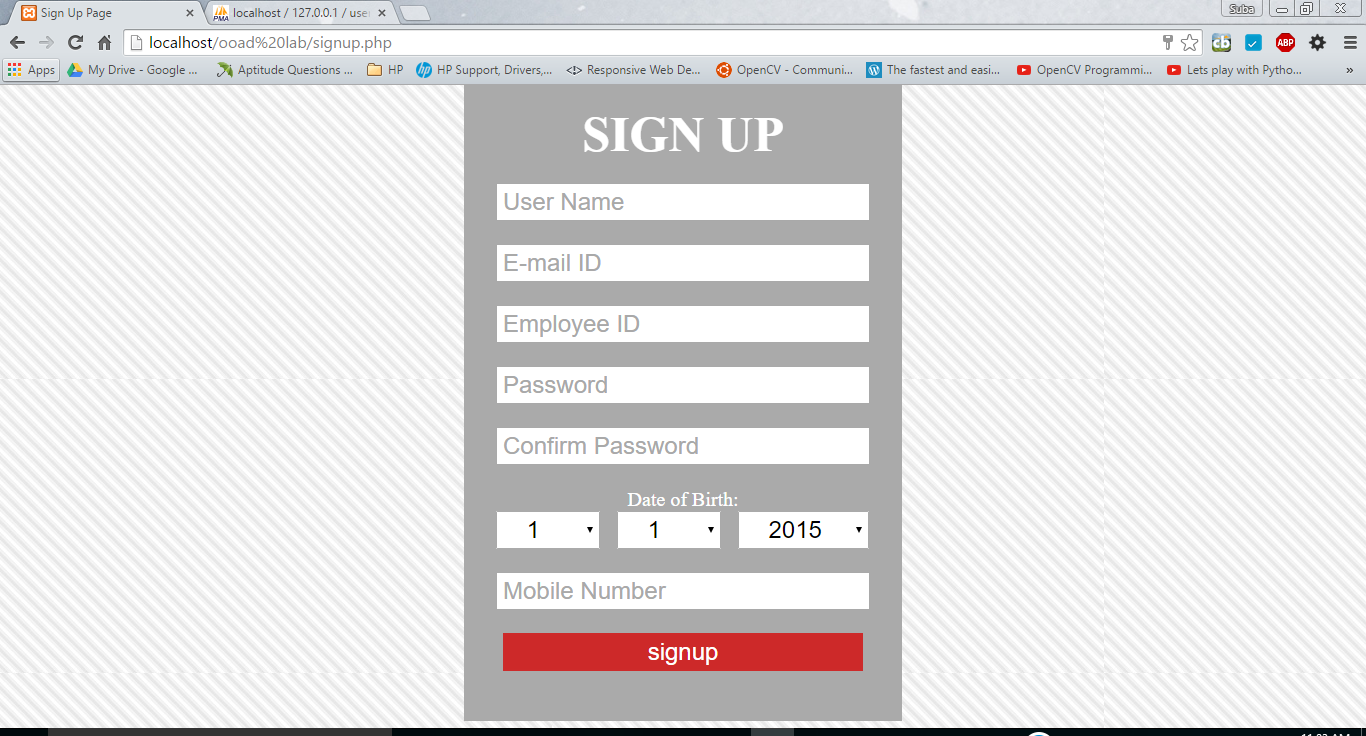 Sign Up Page
localhost / 127.0.0.1 / use
Suba
localhost/ooad%20lab/signup.php
cb
ABP
Apps
My Drive - Google ...
Aptitude Questions ...
HP
hp
HP Support, Drivers,...
<> Responsive Web De...
OpenCV - Communi...
W
The fastest and easi...
OpenCV Programmi...
Lets play with Pytho...
»
SIGN UP
User Name
E-mail ID
Employee ID
Password
Confirm Password
Date of Birth:
1 1 2015
Mobile Number
signup